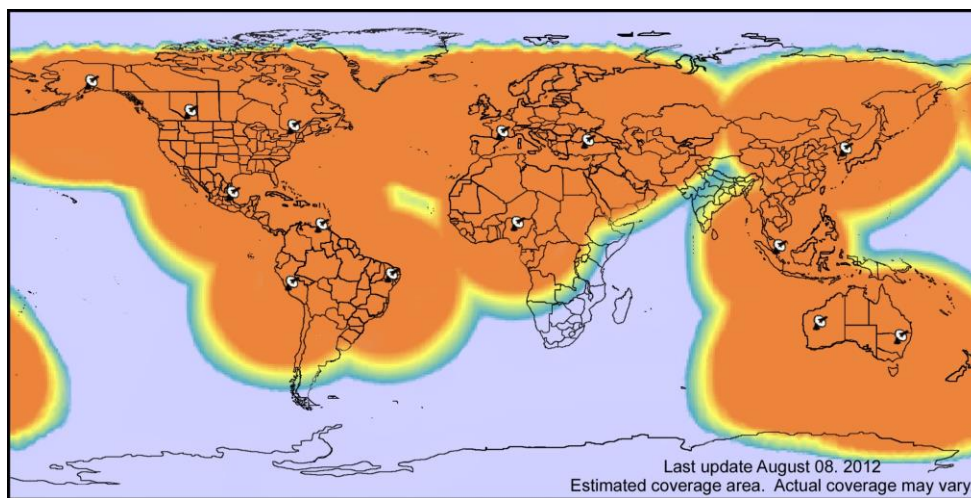 Last update August 08. 2012
Estimated coverage area.  Actual coverage may vary